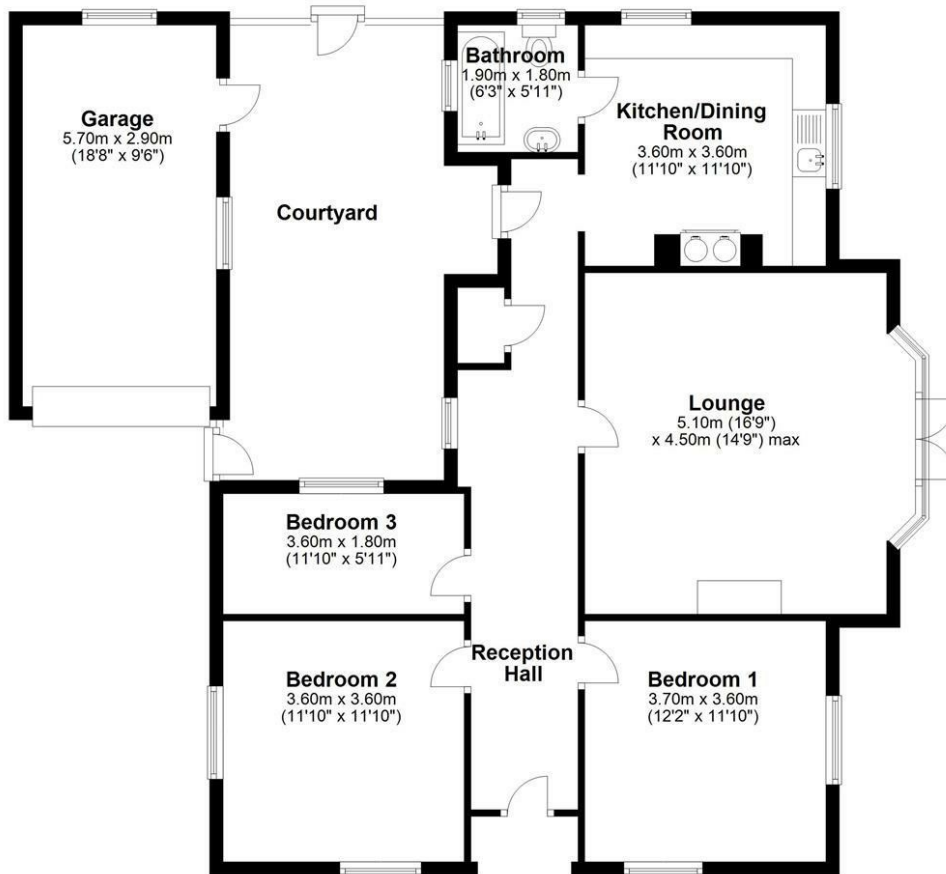 Garage
5.70m x 2.90m
(18'8" x 9'6")
Bathroom
1.90m x 1.80m
(6'3" x 5'11")
Kitchen/Dining
Room
3.60m x 3.60m
(11'10" x 11'10")
Courtyard
Lounge
5.10m (16'9")
x 4.50m (14'9") max
Bedroom 3
3.60m x 1.80m
(11'10" x 5'11")
Reception
Hall
Bedroom 2
3.60m x 3.60m
(11'10" x 11'10")
Bedroom 1
3.70m x 3.60m
(12'2" x 11'10")